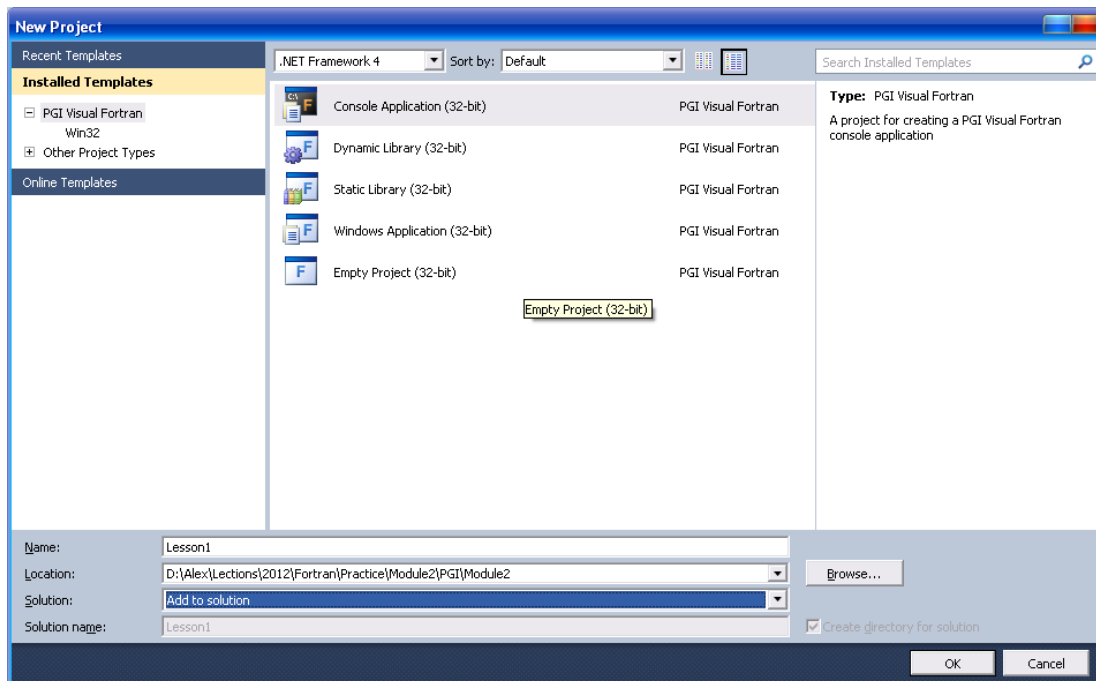 New Project
Recent Templates
Installed Templates
PGI Visual Fortran
Win32
Other Project Types
Online Templates
.NET Framework 4
Sort by: Default
Search Installed Templates
Console Application (32-bit) PGI Visual Fortran
Dynamic Library (32-bit) PGI Visual Fortran
Static Library (32-bit) PGI Visual Fortran
Windows Application (32-bit) PGI Visual Fortran
Empty Project (32-bit) PGI Visual Fortran
Empty Project (32-bit)
Type: PGI Visual Fortran
A project for creating a PGI Visual Fortran
console application
Name: Lesson1
Location: D:\Alex\Lections\2012\Fortran\Practice\Module2\PGI\Module2
Browse...
Solution: Add to solution
Solution name: Lesson1
Create directory for solution
OK Cancel